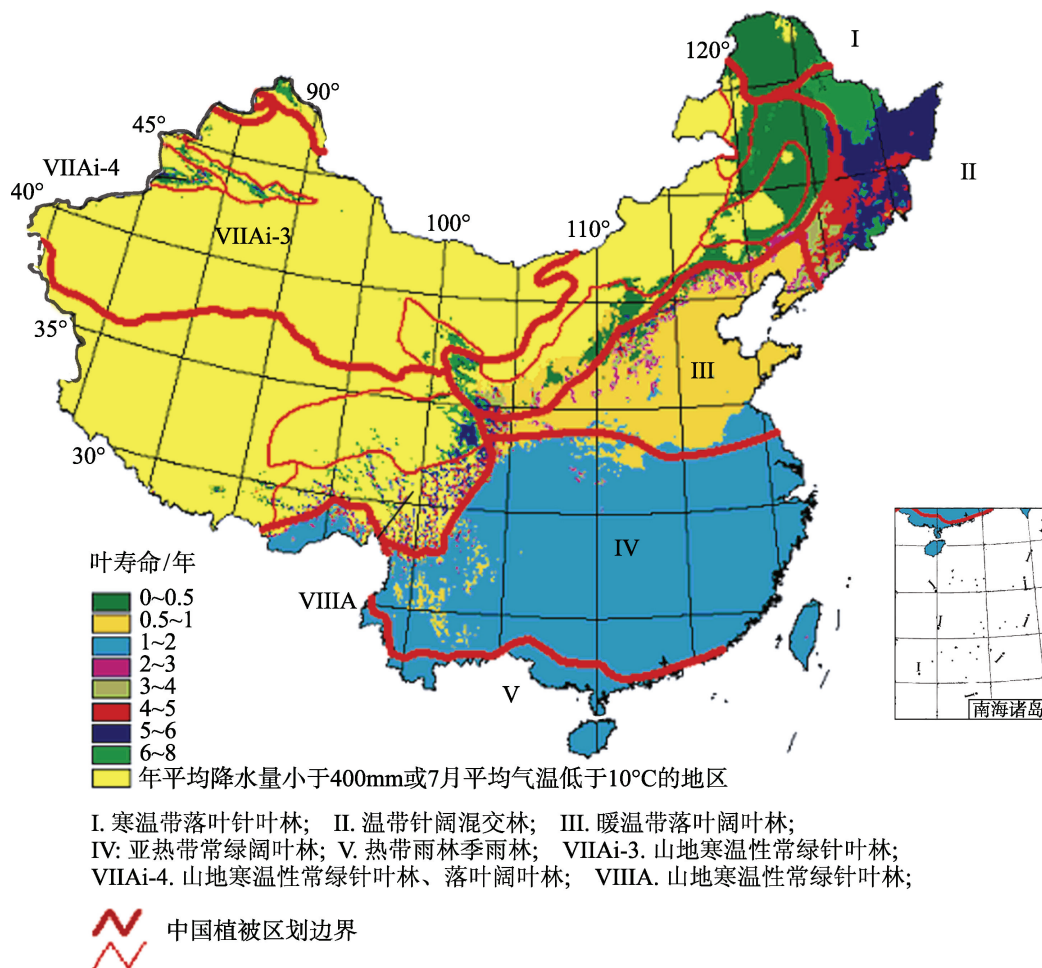 I
120°
90°
45°
II
VIIAi-4
40°
100°
110°
VIIAi-3
35°
III
30°
IV
叶寿命/年
0~0.5
VIIIA
0.5~1
1~2
2~3
V
3~4
4~5
南海诸岛
5~6
6~8
年平均降水量小于400mm或7月平均气温低于10°C的地区
I. 寒温带落叶针叶林; II. 温带针阔混交林; III. 暖温带落叶阔叶林;
IV: 亚热带常绿阔叶林; V. 热带雨林季雨林; VIIAi-3. 山地寒温性常绿针叶林;
VIIAi-4. 山地寒温性常绿针叶林、落叶阔叶林; VIIIA. 山地寒温性常绿针叶林;
中国植被区划边界